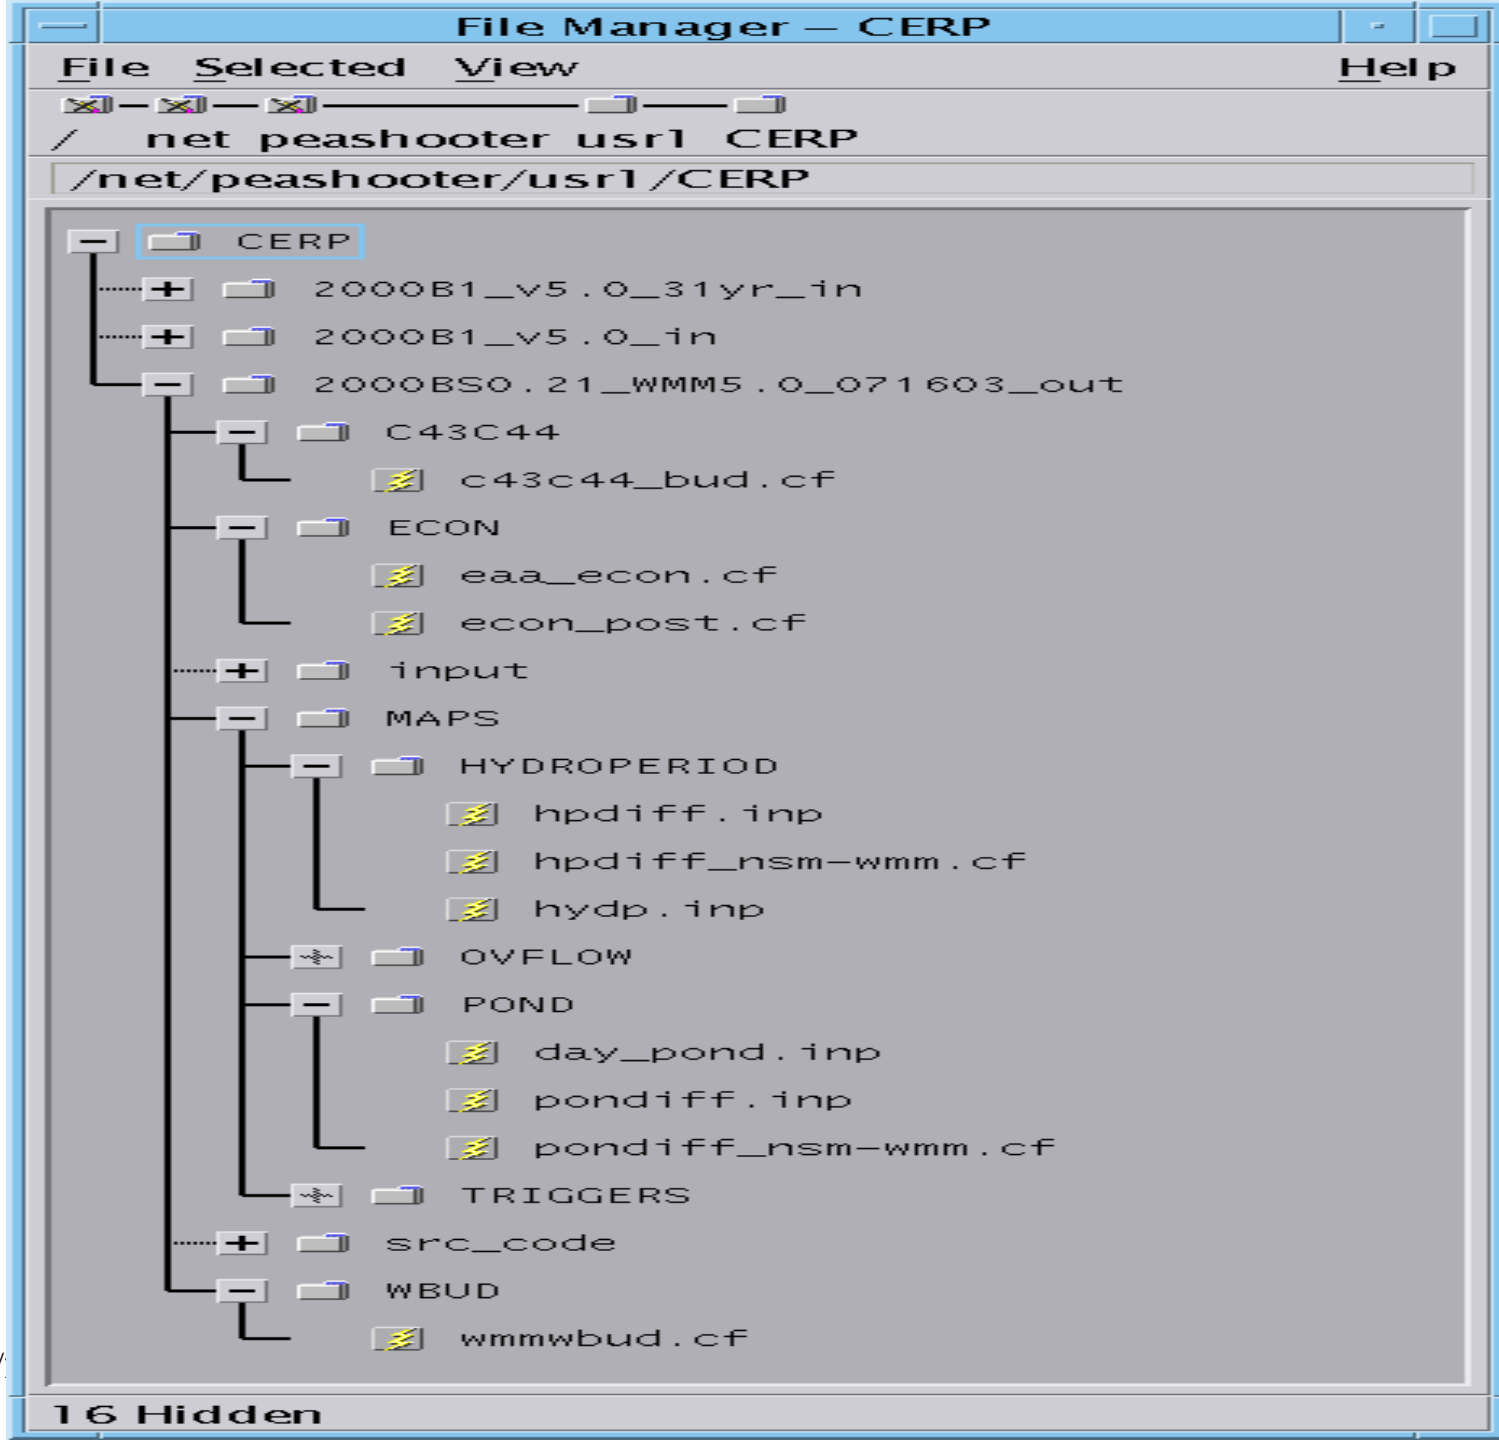 File Manager – CERP
File Selected View Help
/ net peashooter usr1 CERP
/net/peashooter/usr1/CERP
CERP
2000B1_v5.0_31yr_in
2000B1_v5.0_in
2000BS0.21_WMM5.0_071603_out
C43C44
c43c44_bud.cf
ECON
eaa_econ.cf
econ_post.cf
input
MAPS
HYDROPERIOD
hpdiff.inp
hpdiff_nsm-wmm.cf
hydp.inp
OVFLOW
POND
day_pond.inp
pondiff.inp
pondiff_nsm-wmm.cf
TRIGGERS
src_code
WBUD
wmmwbud.cf
16 Hidden